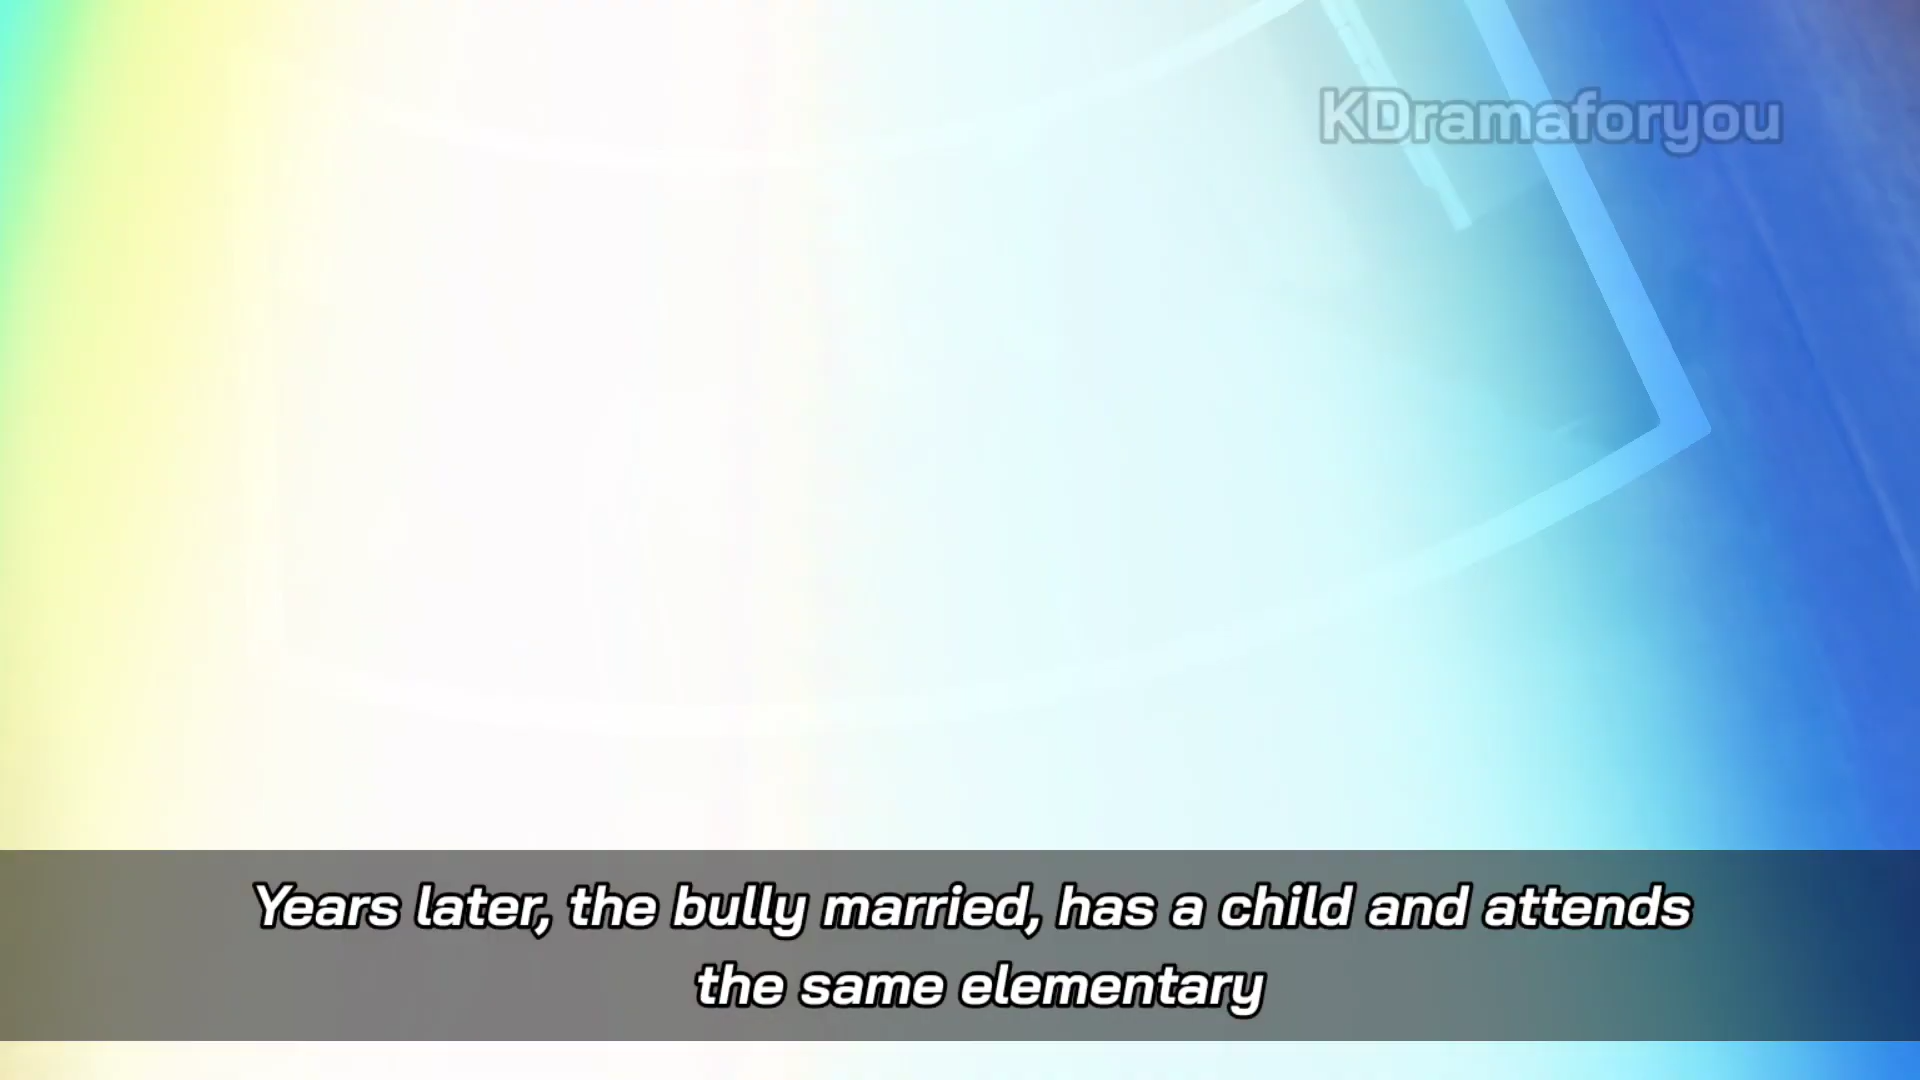 KDramaforyou
Years later, the bully married, has a child and attends
the same elementary